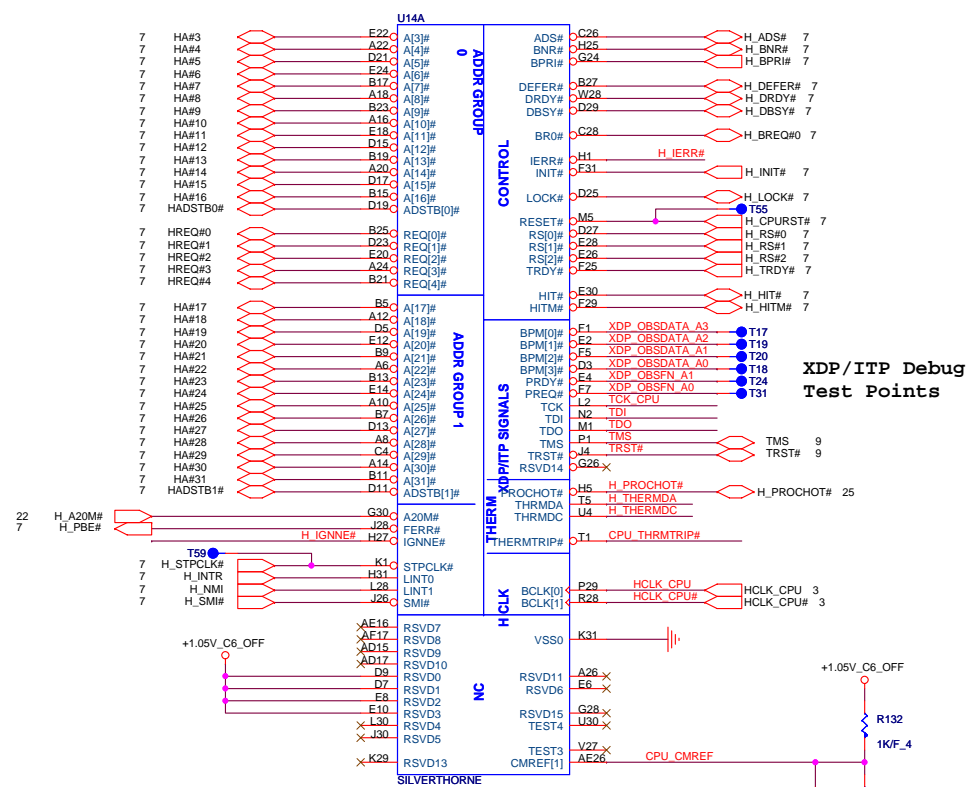 U14A
7 HA#3 E22 A[3]# ADS# C26 H_ADS# 7
7 HA#4 A22 A[4]# BNR# H25 H_BNR# 7
7 HA#5 D21 A[5]# BPRI# G24 H_BPRI# 7
7 HA#6 E24 A[6]#
7 HA#7 B17 A[7]# DEFER# B27 H_DEFER# 7
7 HA#8 A18 A[8]# DRDY# W28 H_DRDY# 7
7 HA#9 B23 A[9]# DBSY# D29 H_DBSY# 7
7 HA#10 A16 A[10]#
7 HA#11 E18 A[11]# BR0# C28 H_BREQ#0 7
7 HA#12 D15 A[12]#
7 HA#13 B19 A[13]# IERR# H1 H_IERR#
7 HA#14 A20 A[14]# INIT# F31 H_INIT# 7
7 HA#15 D17 A[15]#
7 HA#16 B15 A[16]# LOCK# D25 H_LOCK# 7
7 HADSTB0# D19 ADSTB[0]# T55
RESET# M5 H_CPURST# 7
7 HREQ#0 B25 REQ[0]# RS[0]# D27 H_RS#0 7
7 HREQ#1 D23 REQ[1]# RS[1]# E28 H_RS#1 7
7 HREQ#2 E20 REQ[2]# RS[2]# E26 H_RS#2 7
7 HREQ#3 A24 REQ[3]# TRDY# F25 H_TRDY# 7
7 HREQ#4 B21 REQ[4]#
HIT# E30 H_HIT# 7
7 HA#17 B5 A[17]# HITM# F29 H_HITM# 7
7 HA#18 A12 A[18]#
7 HA#19 D5 A[19]# BPM[0]# F1 XDP_OBSDATA_A3 T17
7 HA#20 E12 A[20]# BPM[1]# E2 XDP_OBSDATA_A2 T19
7 HA#21 B9 A[21]# BPM[2]# F5 XDP_OBSDATA_A1 T20
7 HA#22 A6 A[22]# BPM[3]# D3 XDP_OBSDATA_A0 T18
7 HA#23 B13 A[23]# PRDY# E4 XDP_OBSFN_A1 T24
7 HA#24 E14 A[24]# PREQ# F7 XDP_OBSFN_A0 T31
7 HA#25 A10 A[25]# TCK L2 TCK_CPU
7 HA#26 B7 A[26]# TDI N2 TDI
7 HA#27 D13 A[27]# TDO M1 TDO
7 HA#28 A8 A[28]# TMS P1 TMS TMS 9
7 HA#29 C4 A[29]# TRST# J4 TRST# TRST# 9
7 HA#30 A14 A[30]# RSVD14 G26
7 HA#31 B11 A[31]#
7 HADSTB1# D11 ADSTB[1]# PROCHOT# H5 H_PROCHOT# H_PROCHOT# 25
THRMDA T5 H_THERMDA
22 H_A20M# G30 A20M# THRMDC U4 H_THERMDC
7 H_PBE# J28 FERR#
H_IGNNE# H27 IGNNE# THERMTRIP# T1 CPU_THMTRIP#
T59
7 H_STPCLK# K1 STPCLK#
7 H_INTR H31 LINT0
7 H_NMI L28 LINT1 BCLK[0] P29 HCLK_CPU HCLK_CPU 3
7 H_SMI# J26 SMI# BCLK[1] R28 HCLK_CPU# HCLK_CPU# 3
ADDR GROUP
0
CONTROL
ADDR GROUP 1
XDP/ITP SIGNALS
THERM
H CLK
NC
XDP/ITP Debug
Test Points
AE16 RSVD7
AF17 RSVD8 VSS0 K31
AD15 RSVD9
AD17 RSVD10
+1.05V_C6_OFF
D9 RSVD0 RSVD11 A26
D7 RSVD1 RSVD6 E6
E8 RSVD2
E10 RSVD3 RSVD15 G28
L30 RSVD4 TEST4 U30
J30 RSVD5
TEST3 V27
K29 RSVD13 CMREF[1] AE26 CPU_CMREF
SILVERTHORNE
+1.05V_C6_OFF
R132
1K/F_4